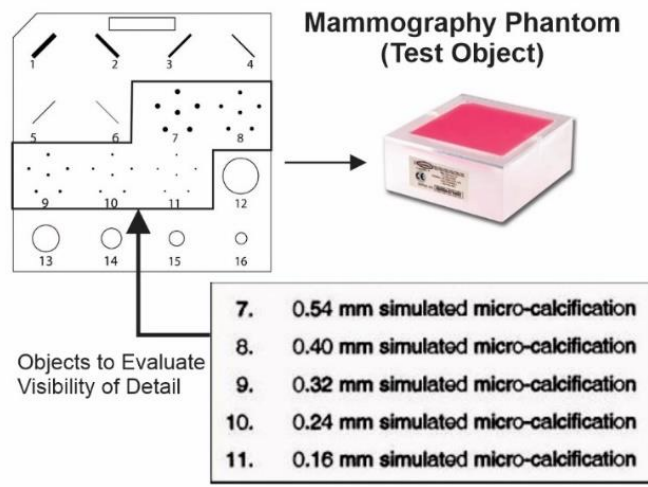 Mammography Phantom
(Test Object)
1 2 3 4
5 6 7 8
9 10 11 12
13 14 15 16
Objects to Evaluate
Visibility of Detail
7. 0.54 mm simulated micro-calcification
8. 0.40 mm simulated micro-calcification
9. 0.32 mm simulated micro-calcification
10. 0.24 mm simulated micro-calcification
11. 0.16 mm simulated micro-calcification